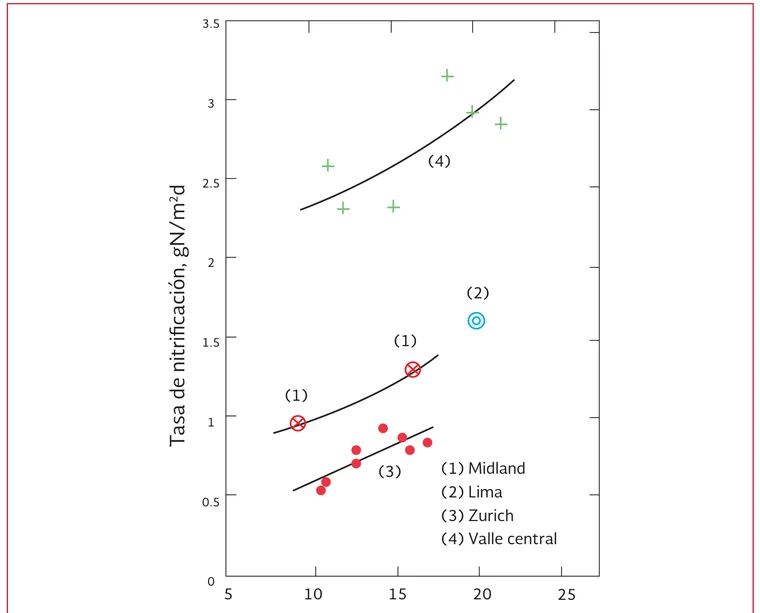 3.5
3
2.5
2
1.5
1
0.5
0
Tasa de nitrificación, gN/m²d
(4)
(2)
(1)
(1)
(3)
(1) Midland
(2) Lima
(3) Zurich
(4) Valle central
5 10 15 20 25